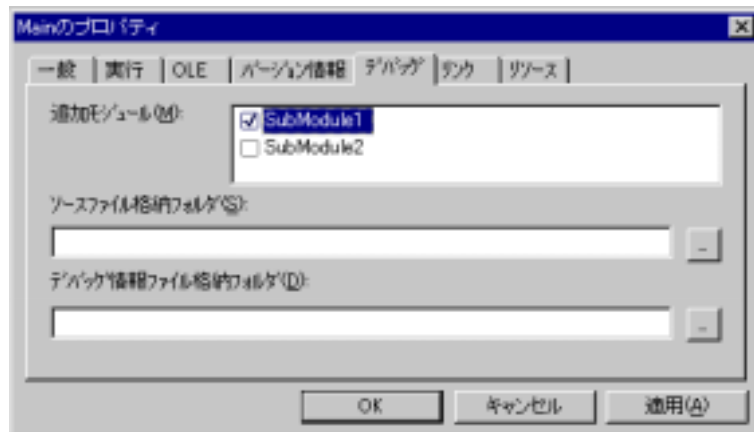 Mainのプロパティ
一般 実行 OLE バージョン情報 デバッグ リンク リソース
追加モジュール(M):
SubModule1
SubModule2
ソースファイル格納フォルダ(S):
...
デバッグ情報ファイル格納フォルダ(D):
...
OK キャンセル 適用(A)